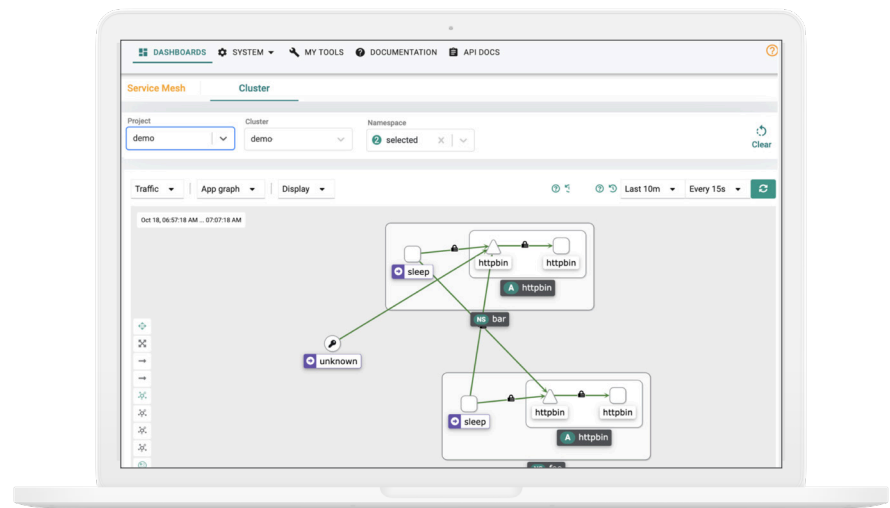 DASHBOARDS SYSTEM MY TOOLS DOCUMENTATION API DOCS
Service Mesh Cluster
Project Cluster Namespace
demo demo 2 selected X
Clear
Traffic App graph Display Last 10m Every 15s
Oct 18, 06:57:18 AM ... 07:07:18 AM
sleep httpbin httpbin
A httpbin
NS bar
unknown
sleep httpbin httpbin
A httpbin